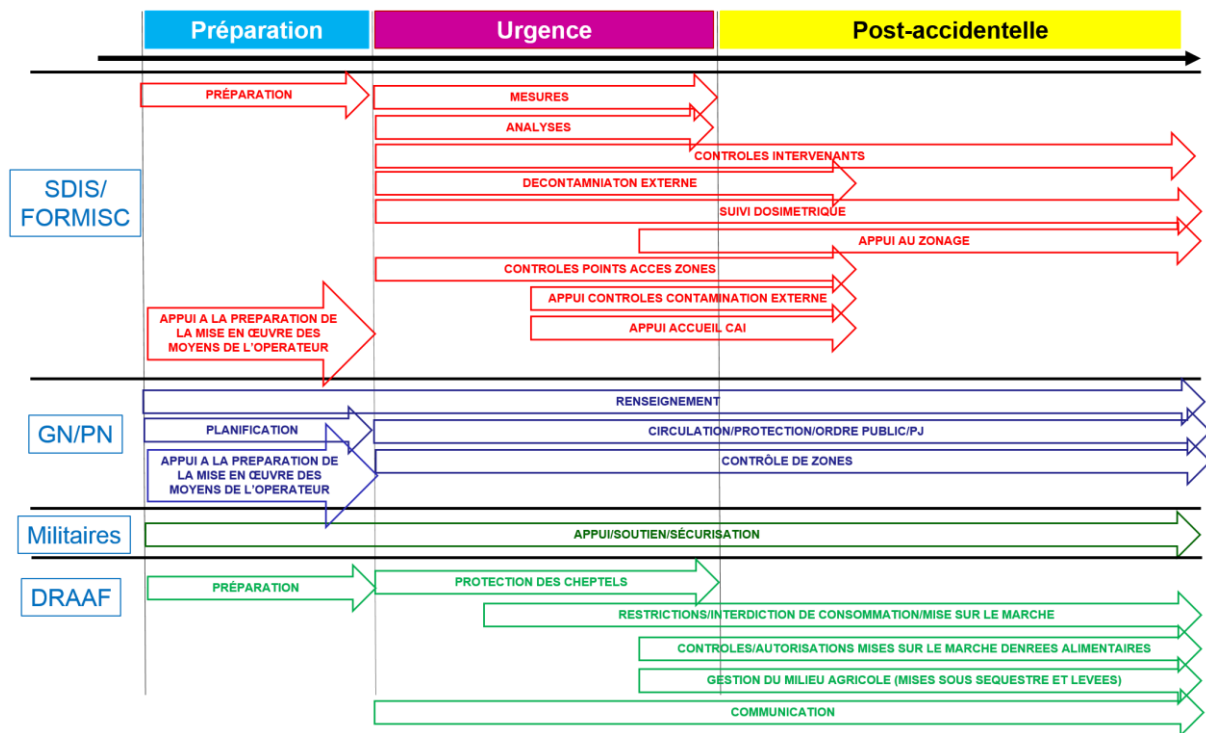 Préparation
Urgence
Post-accidentelle
SDIS/
FORMISC
PRÉPARATION
MESURES
ANALYSES
CONTROLES INTERVENANTS
DECONTAMNIATON EXTERNE
SUIVI DOSIMETRIQUE
APPUI AU ZONAGE
CONTROLES POINTS ACCES ZONES
APPUI CONTROLES CONTAMINATION EXTERNE
APPUI A LA PREPARATION DE
LA MISE EN ŒUVRE DES
MOYENS DE L'OPERATEUR
APPUI ACCUEIL CAI
GN/PN
RENSEIGNEMENT
PLANIFICATION
CIRCULATION/PROTECTION/ORDRE PUBLIC/PJ
APPUI A LA PREPARATION DE
LA MISE EN ŒUVRE DES
MOYENS DE L'OPERATEUR
CONTRÔLE DE ZONES
Militaires
APPUI/SOUTIEN/SÉCURISATION
DRAAF
PRÉPARATION
PROTECTION DES CHEPTELS
RESTRICTIONS/INTERDICTION DE CONSOMMATION/MISE SUR LE MARCHE
CONTROLES/AUTORISATIONS MISES SUR LE MARCHE DENREES ALIMENTAIRES
GESTION DU MILIEU AGRICOLE (MISES SOUS SEQUESTRE ET LEVEES)
COMMUNICATION